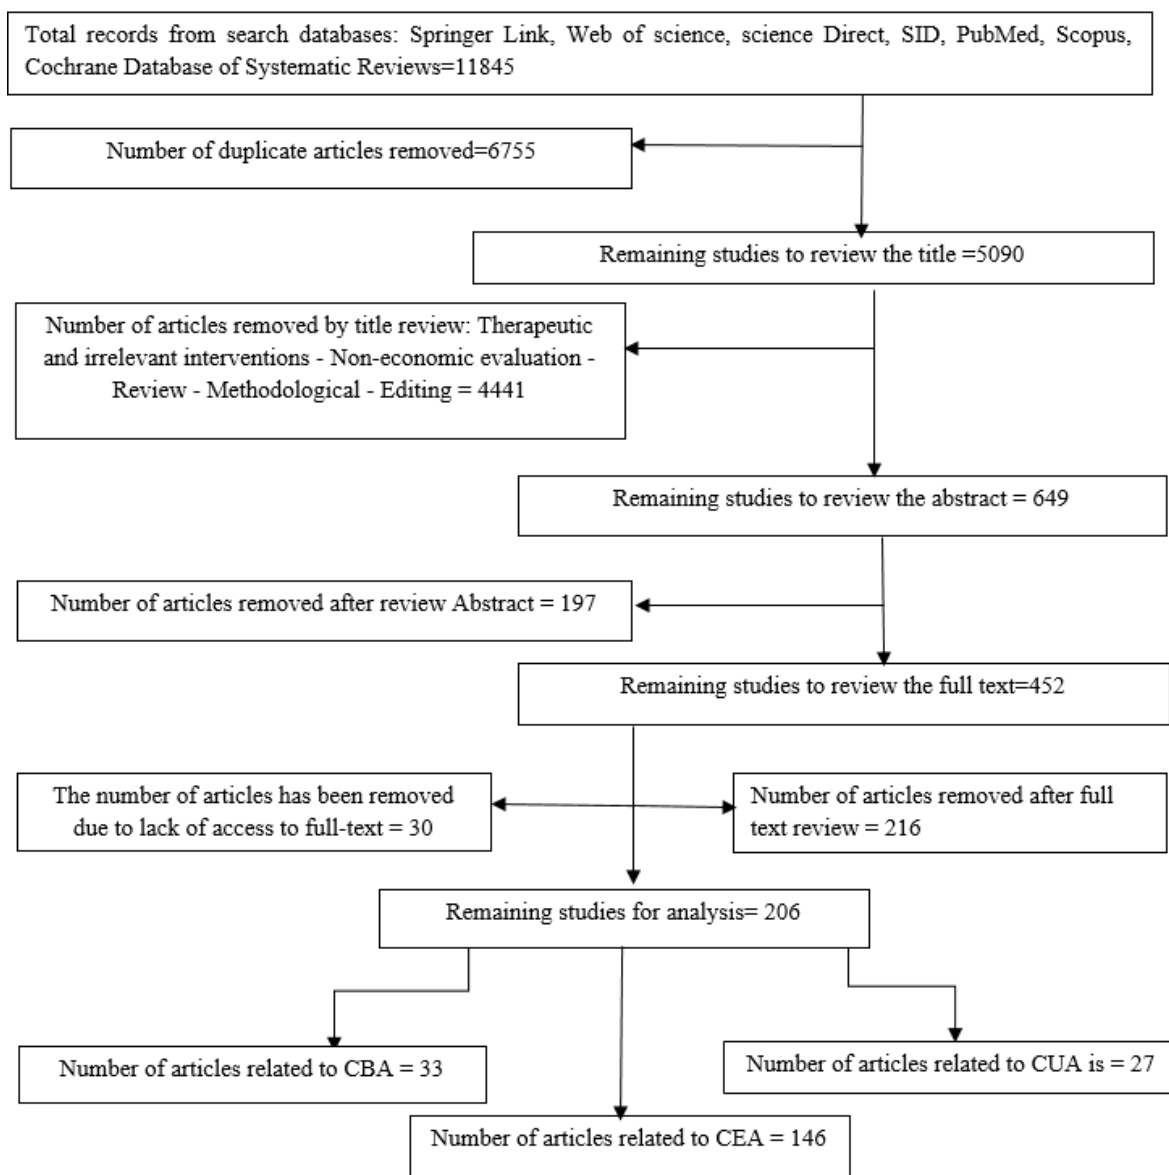 Total records from search databases: Springer Link, Web of science, science Direct, SID, PubMed, Scopus,
Cochrane Database of Systematic Reviews=11845
Number of duplicate articles removed=6755
Remaining studies to review the title =5090
Number of articles removed by title review: Therapeutic
and irrelevant interventions - Non-economic evaluation -
Review - Methodological - Editing = 4441
Remaining studies to review the abstract = 649
Number of articles removed after review Abstract = 197
Remaining studies to review the full text=452
The number of articles has been removed
due to lack of access to full-text = 30
Number of articles removed after full
text review = 216
Remaining studies for analysis= 206
Number of articles related to CBA = 33
Number of articles related to CUA is = 27
Number of articles related to CEA = 146